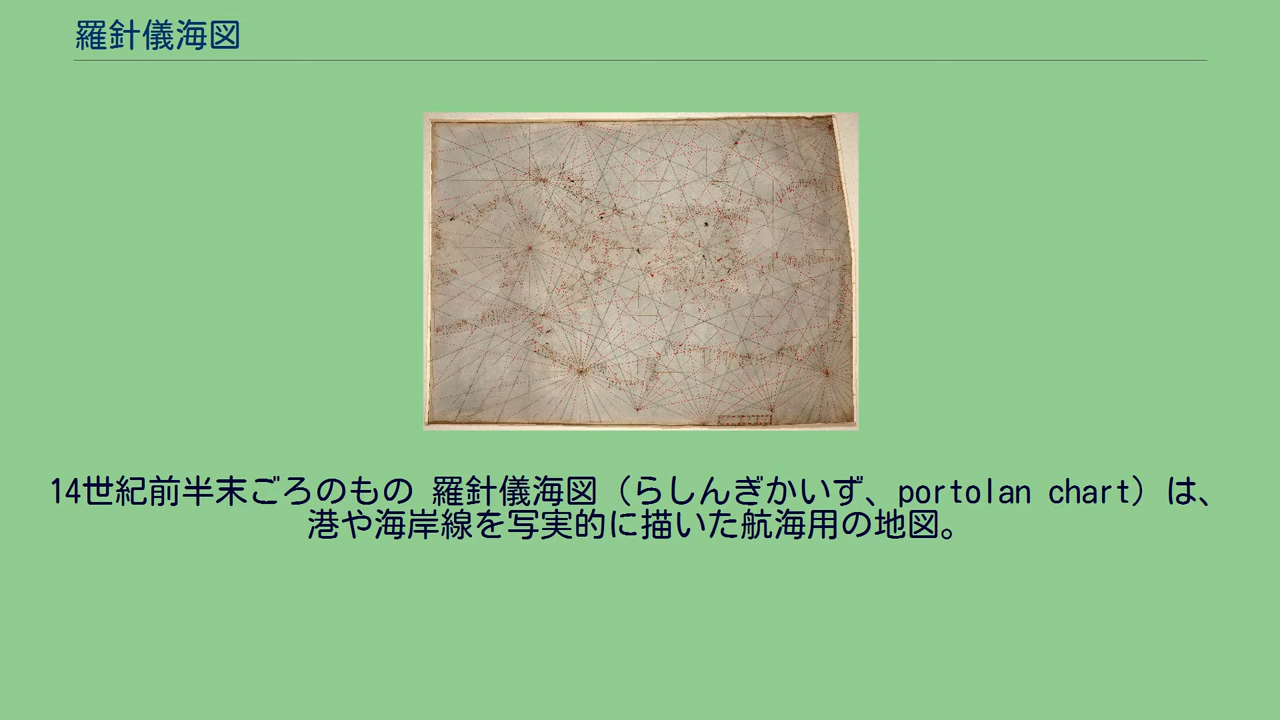 羅針儀海図
14世紀前半末ごろのもの 羅針儀海図（らしんぎかいず、portolan chart）は、
港や海岸線を写実的に描いた航海用の地図。